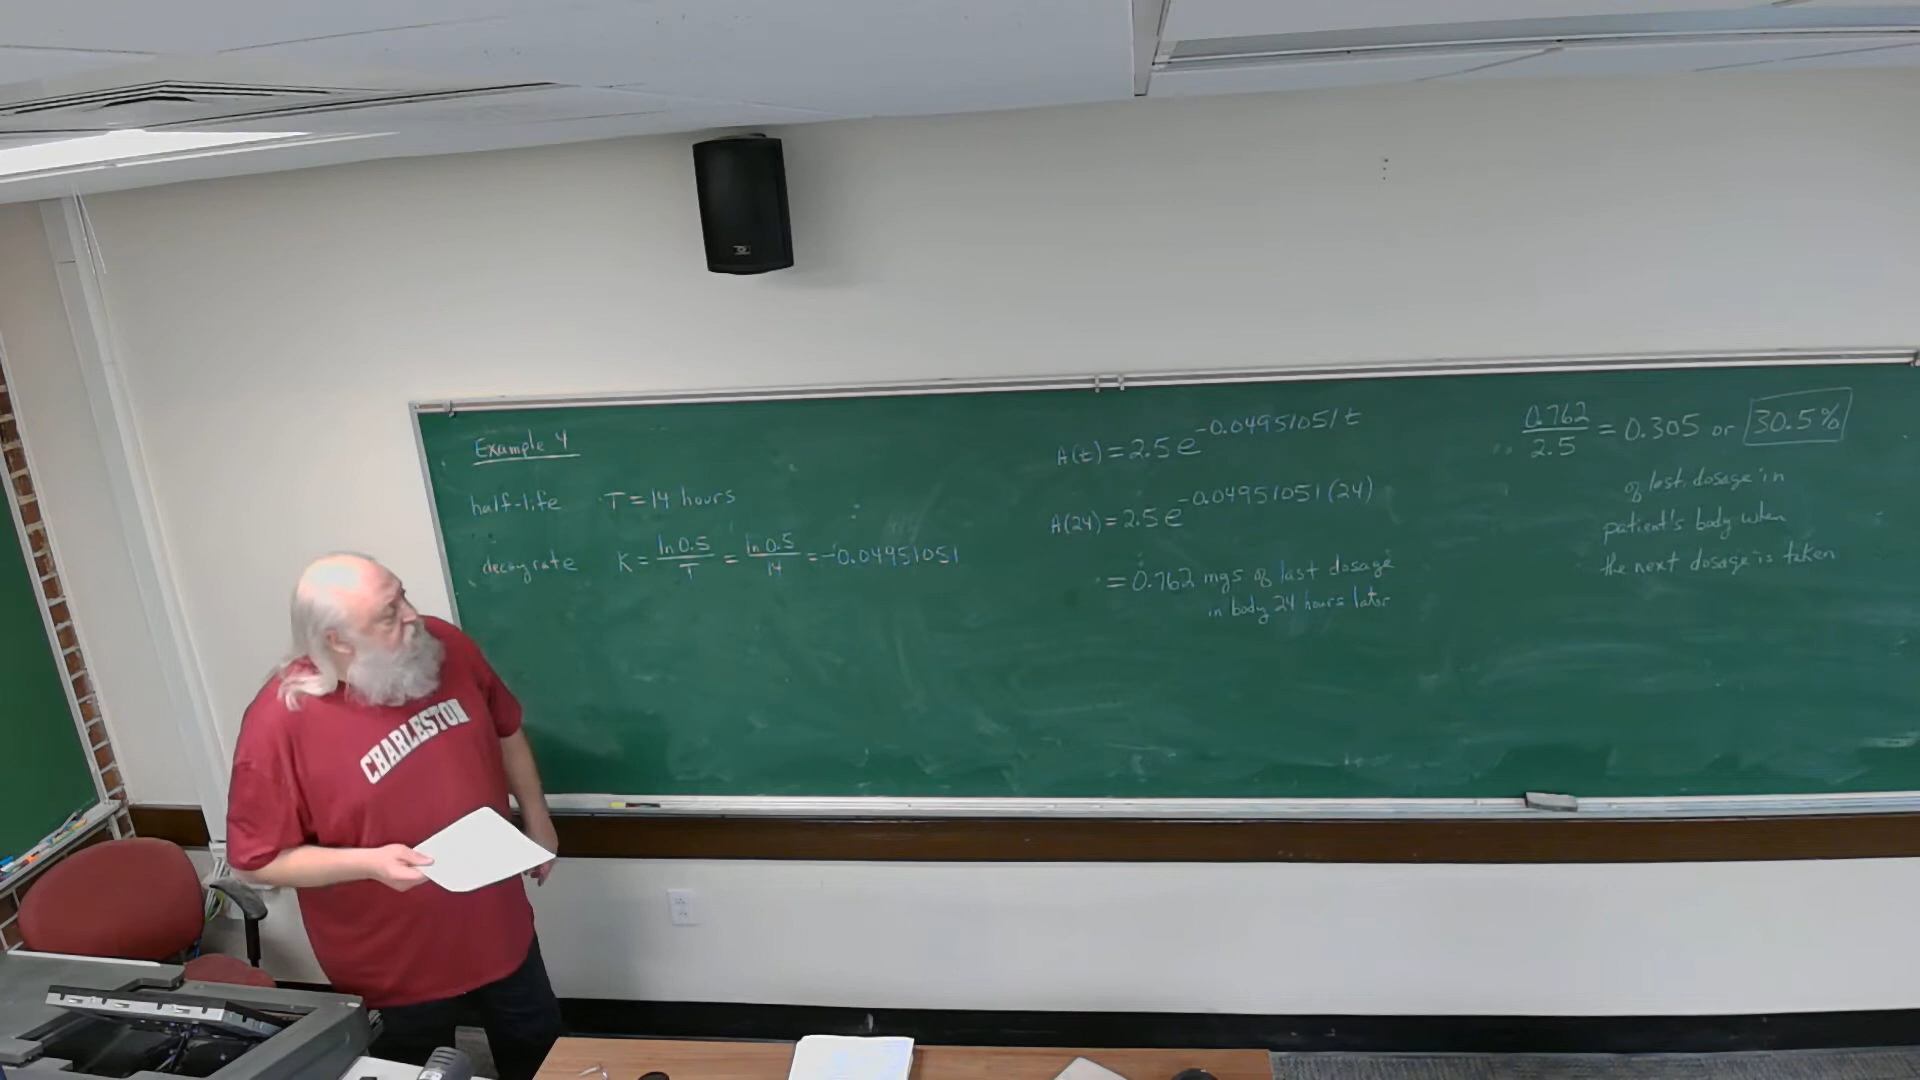 Example 4
half-life T = 14 hours
decay rate K = ln 0.5 / T = ln 0.5 / 14 = -0.04951051
A(t) = 2.5 e^-0.04951051 t
A(24) = 2.5 e^-0.04951051 (24)
= 0.762 mgs of last dosage
in body 24 hours later
0.762 / 2.5 = 0.305 or 30.5%
of last dosage in
patient's body when
the next dosage is taken
CHARLESTON